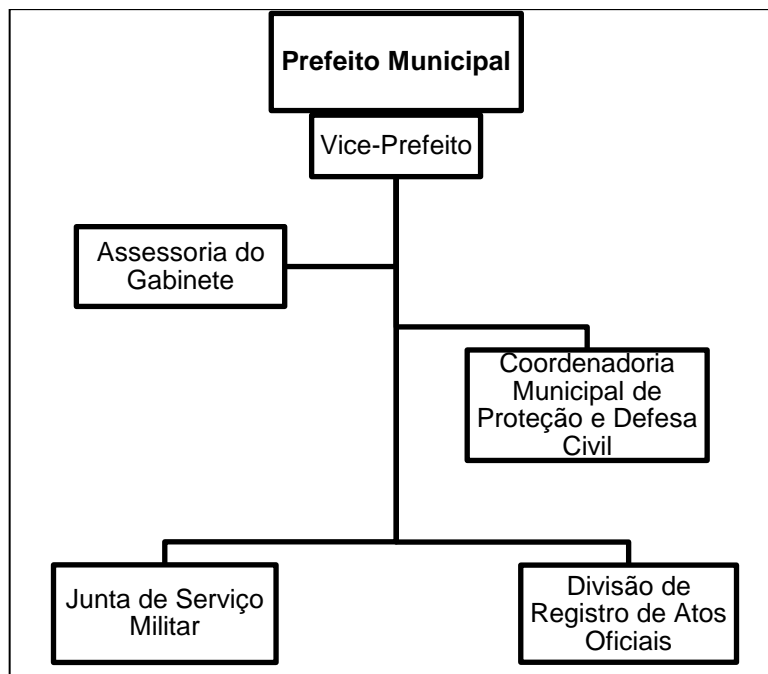 Prefeito Municipal
Vice-Prefeito
Assessoria do
Gabinete
Coordenadoria
Municipal de
Proteção e Defesa
Civil
Junta de Serviço
Militar
Divisão de
Registro de Atos
Oficiais